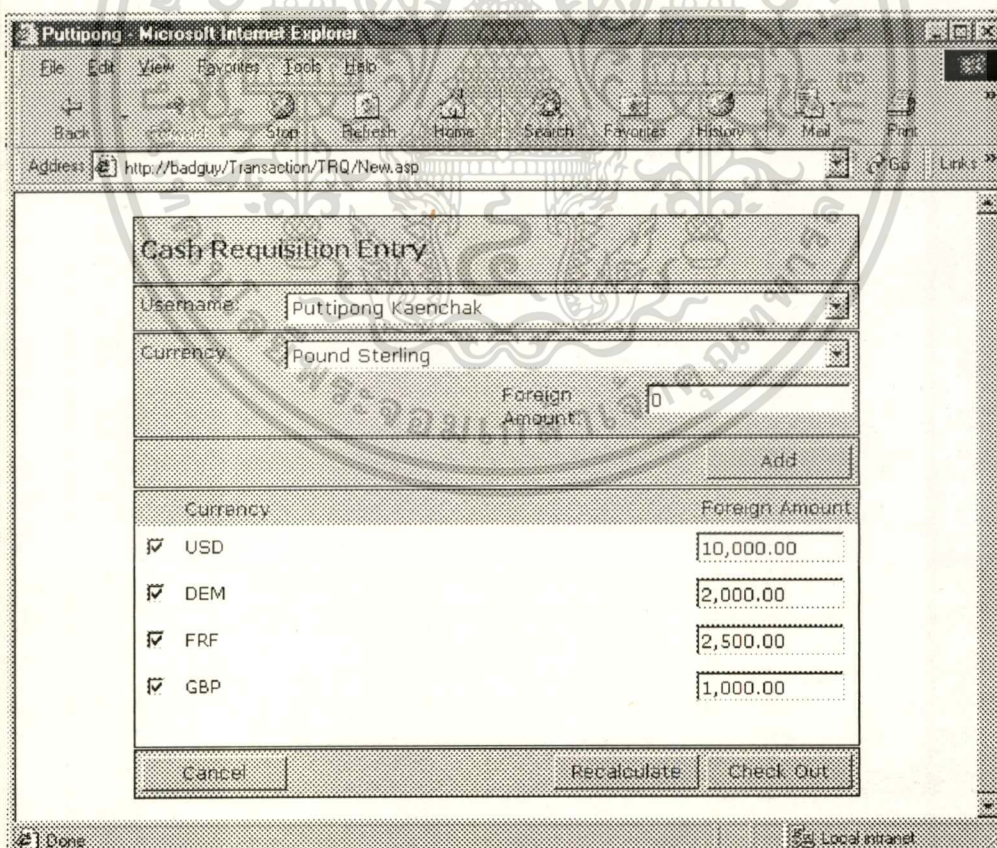 Puttipong - Microsoft Internet Explorer
File Edit View Favorites Tools Help
Back Forward Stop Refresh Home Search Favorites History Mail Print
Address http://badguy/Transaction/TRQ/New.asp Go Links
Cash Requisition Entry
Username: Puttipong Kaenchak
Currency: Pound Sterling
Foreign Amount: 0
Add
Currency Foreign Amount
USD 10,000.00
DEM 2,000.00
FRF 2,500.00
GBP 1,000.00
Cancel Recalculate Check Out
Done Local intranet